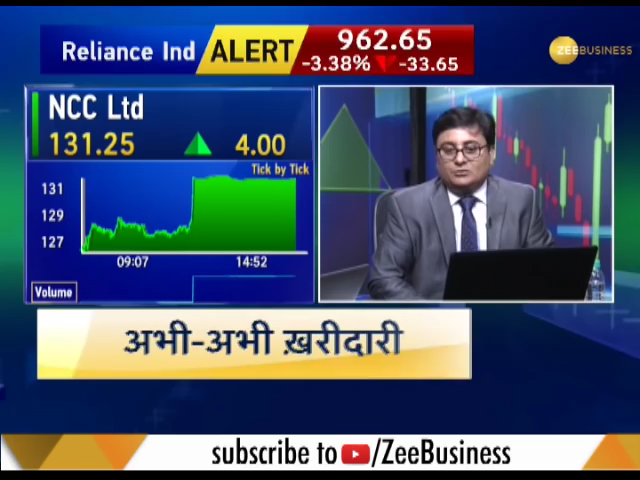 Reliance Ind
ALERT
962.65
-3.38% -33.65
ZEEBUSINESS
NCC Ltd
131.25 4.00
Tick by Tick
131
129
127
09:07 14:52
Volume
अभी-अभी ख़रीदारी
subscribe to /ZeeBusiness